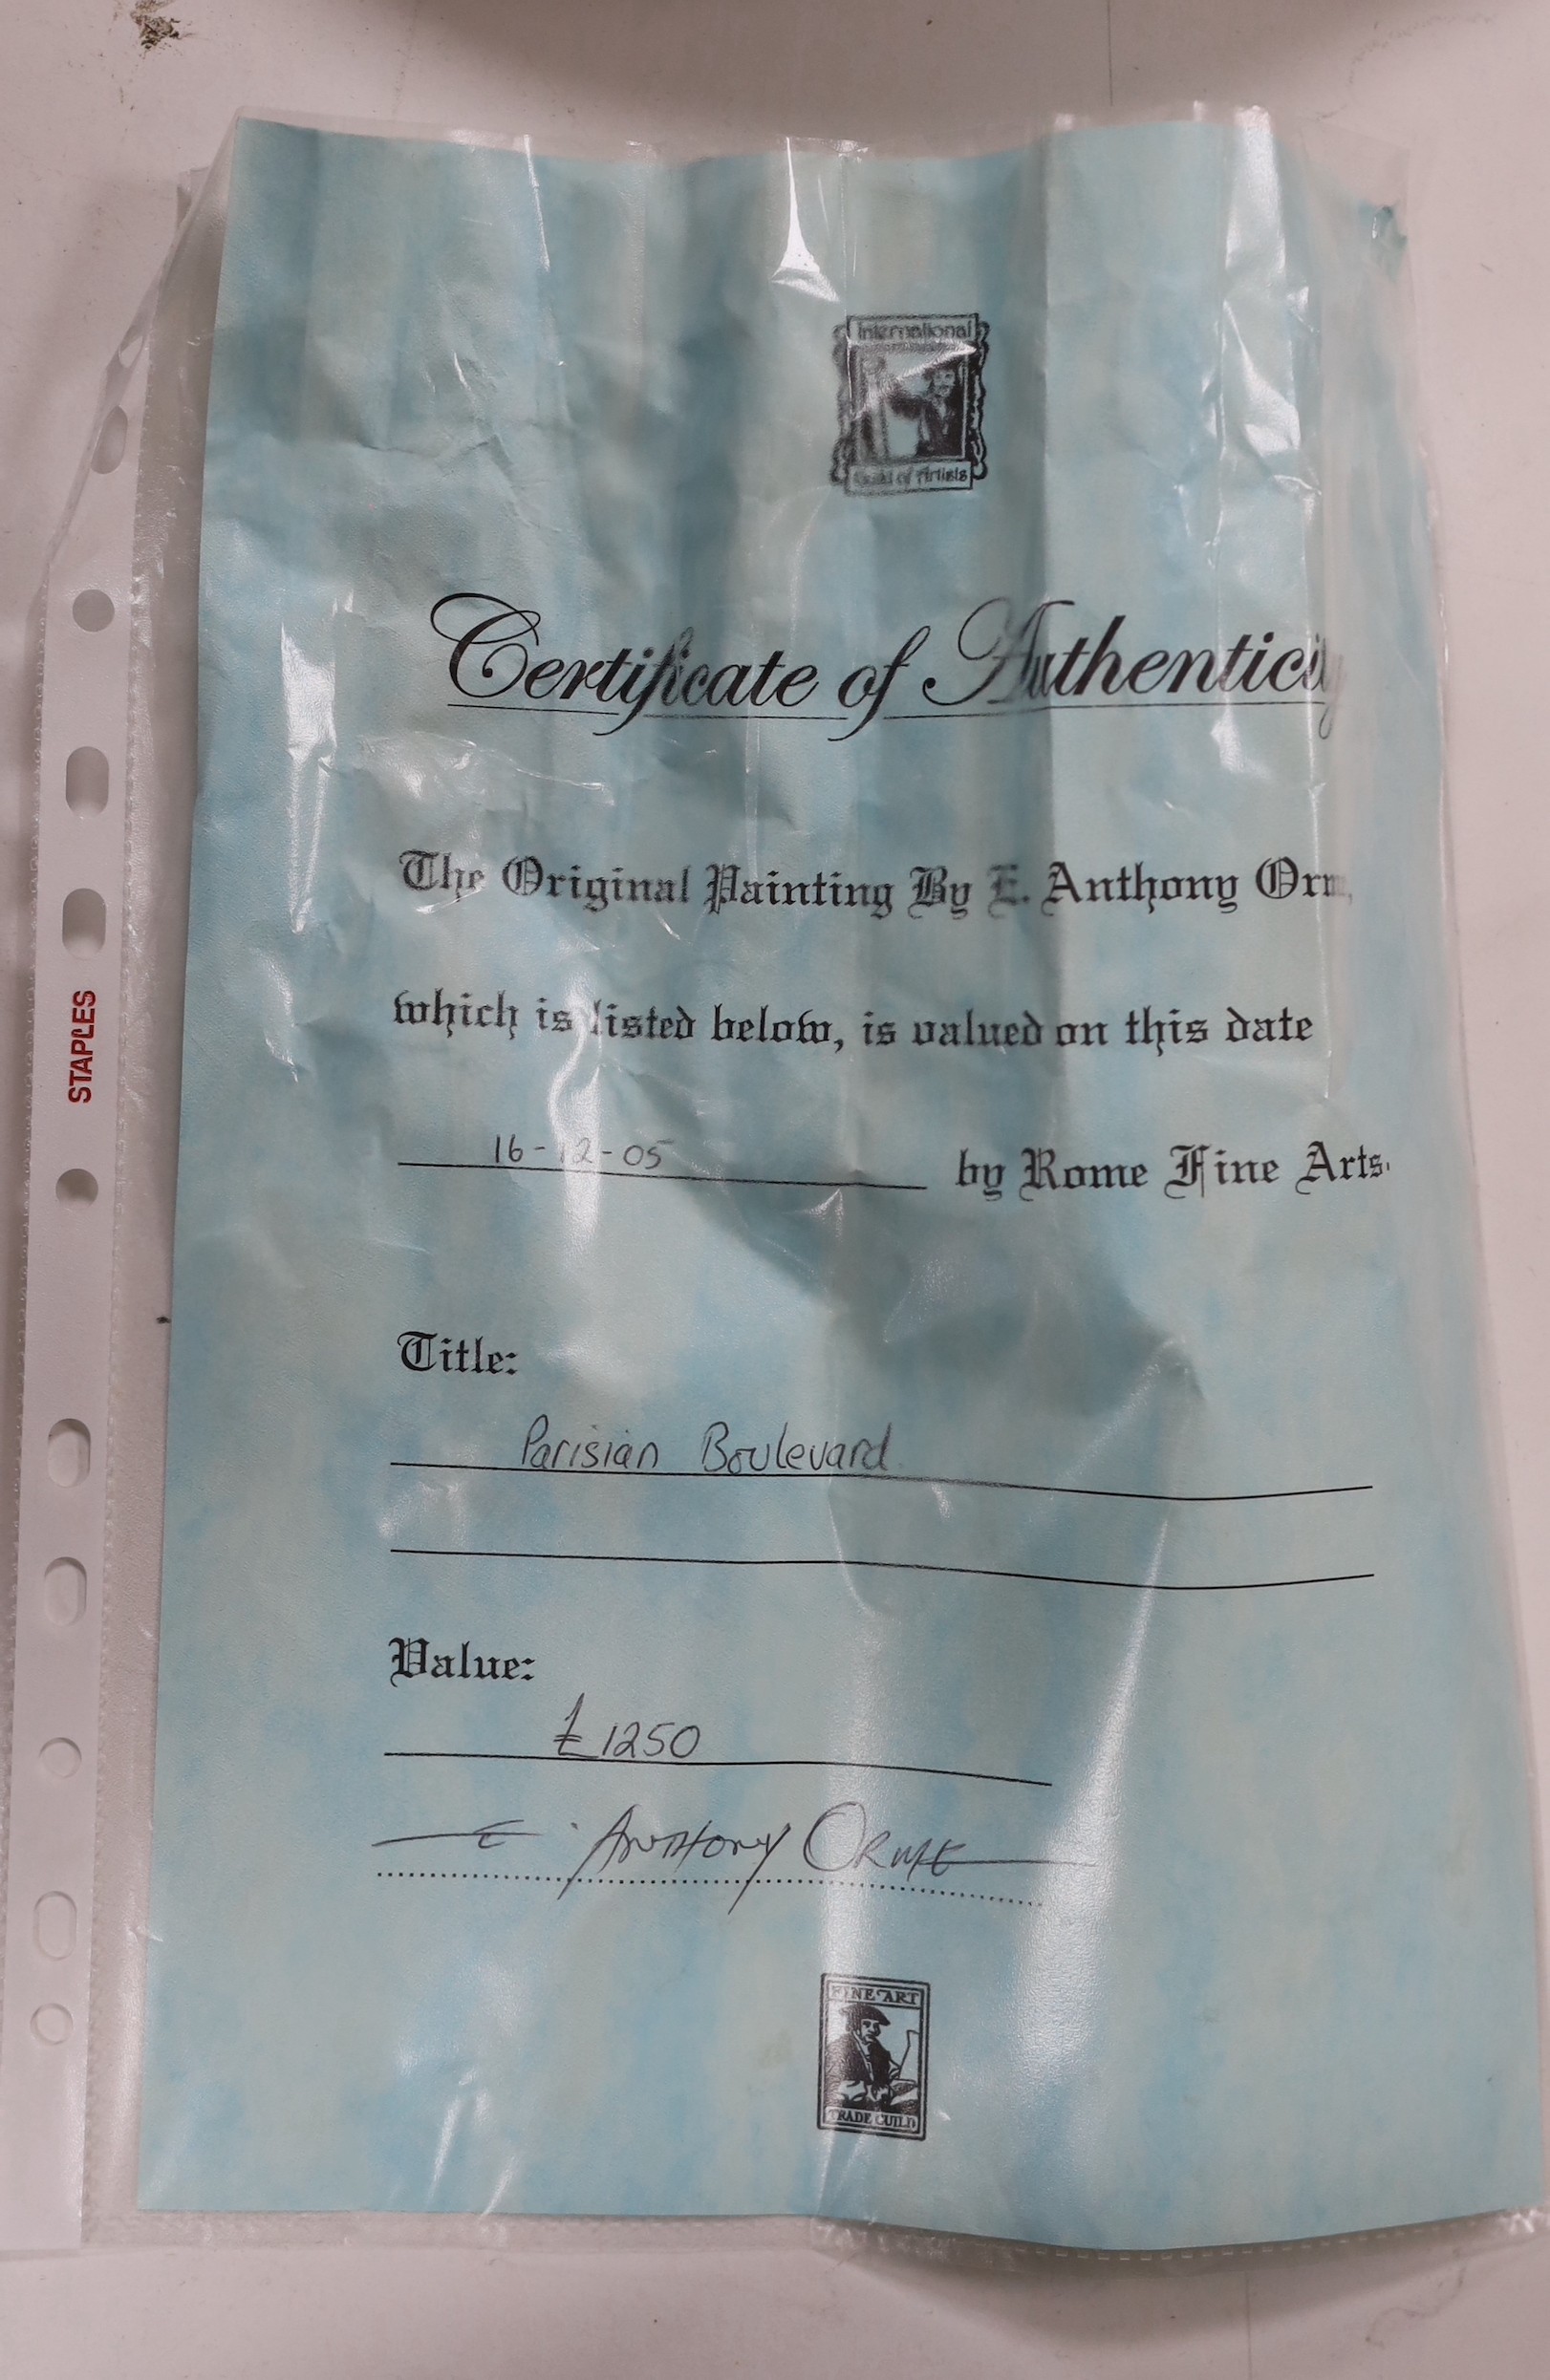 International
Guild of Artists
Certificate of Authenticity
The Original Painting By E. Anthony Orm
which is listed below, is valued on this date
16-12-05 by Rome Fine Arts.
STAPLES
Title:
Parisian Boulevard
Value:
£1250
E. Anthony Orme
FINE ART
TRADE GUILD